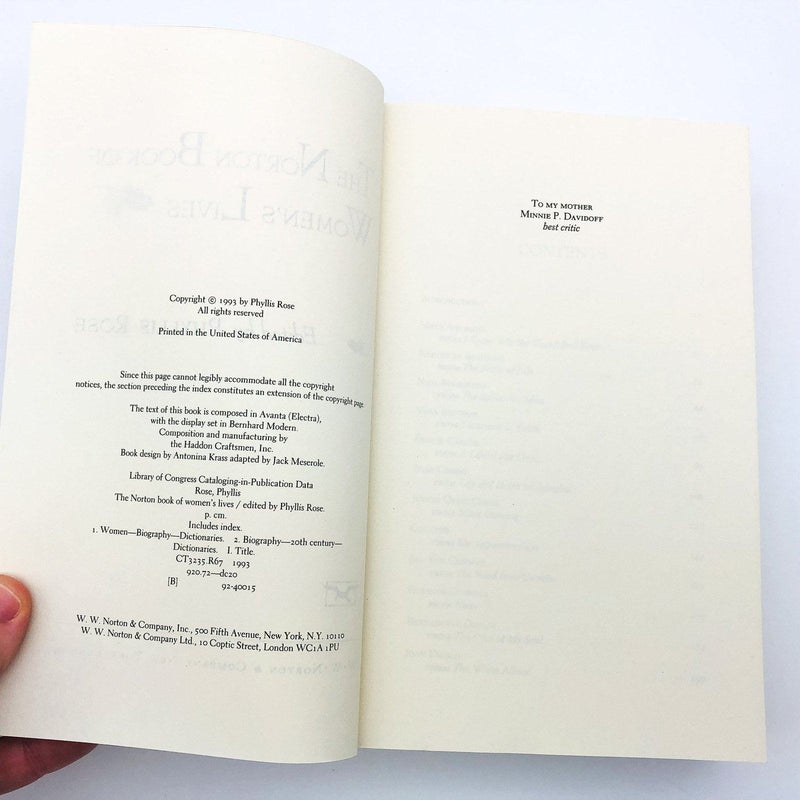 Copyright © 1993 by Phyllis Rose
All rights reserved
Printed in the United States of America
Since this page cannot legibly accommodate all the copyright
notices, the section preceding the index constitutes an extension of the copyright page.
The text of this book is composed in Avanta (Electra),
with the display set in Bernhard Modern.
Composition and manufacturing by
the Haddon Craftsmen, Inc.
Book design by Antonina Krass adapted by Jack Meserole.
Library of Congress Cataloging-in-Publication Data
Rose, Phyllis
The Norton book of women's lives / edited by Phyllis Rose.
p. cm.
Includes index.
1. Women—Biography—Dictionaries. 2. Biography—20th century—
Dictionaries. I. Title.
CT3235.R67 1993
920.72—dc20
[B] 92-40015
W. W. Norton & Company, Inc., 500 Fifth Avenue, New York, N.Y. 10110
W. W. Norton & Company Ltd., 10 Coptic Street, London WC1A 1PU
To my mother
Minnie P. Davidoff
best critic